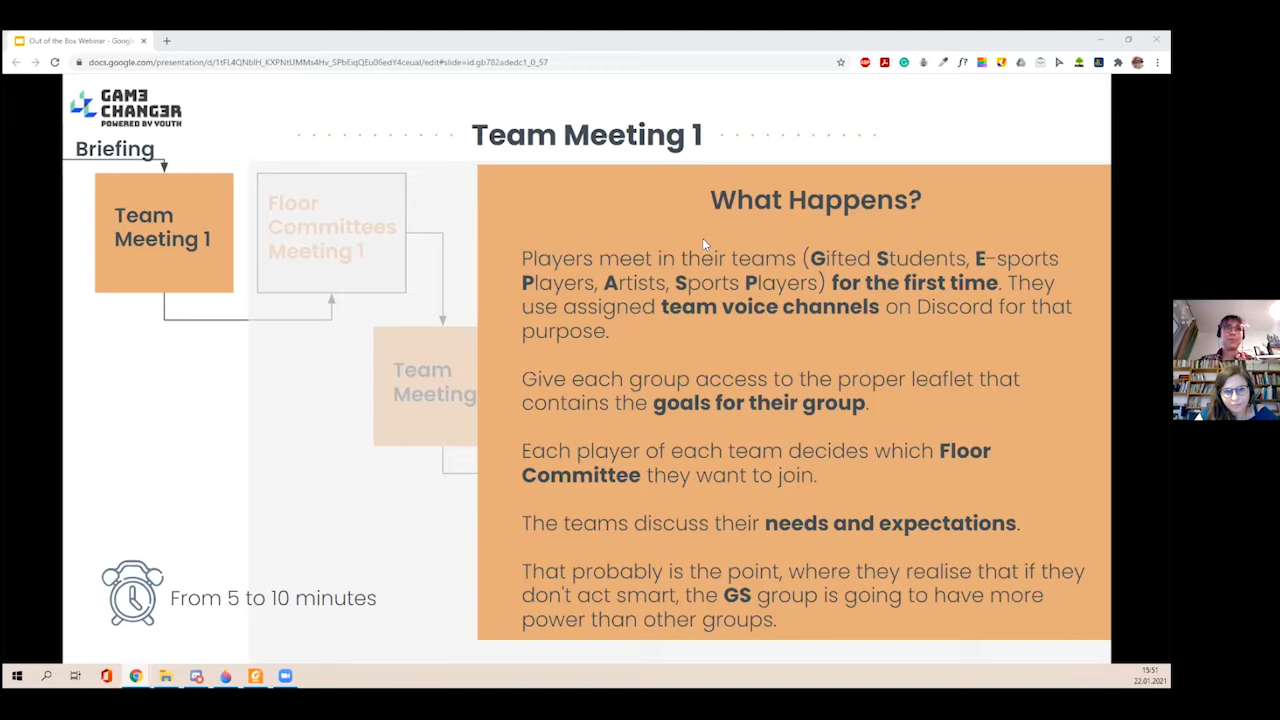 Out of the Box Webinar - Google
docs.google.com/presentation/d/1tFL4QNblH_KXPNtUMMs4Hv_SPbEiqQEu06edY4ceuaI/edit#slide=id.gb782adedc1_0_57
GAM3
CHANG3R
POWERED BY YOUTH
Team Meeting 1
Briefing
Team
Meeting 1
Floor
Committees
Meeting 1
Team
Meeting
From 5 to 10 minutes
What Happens?
Players meet in their teams (Gifted Students, E-sports
Players, Artists, Sports Players) for the first time. They
use assigned team voice channels on Discord for that
purpose.
Give each group access to the proper leaflet that
contains the goals for their group.
Each player of each team decides which Floor
Committee they want to join.
The teams discuss their needs and expectations.
That probably is the point, where they realise that if they
don't act smart, the GS group is going to have more
power than other groups.
15:51
22.01.2021